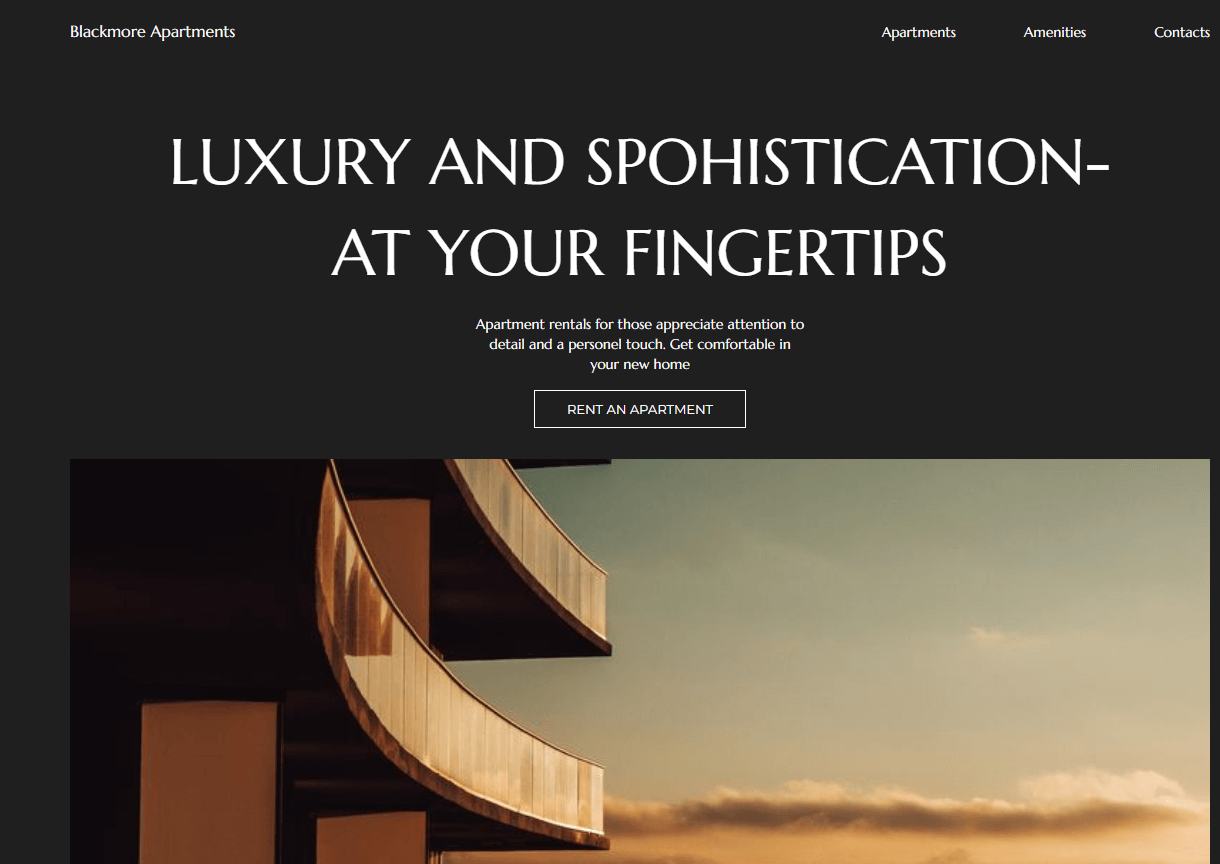 Blackmore Apartments
Apartments
Amenities
Contacts
LUXURY AND SPOHISTICATION-
AT YOUR FINGERTIPS
Apartment rentals for those appreciate attention to
detail and a personel touch. Get comfortable in
your new home
RENT AN APARTMENT